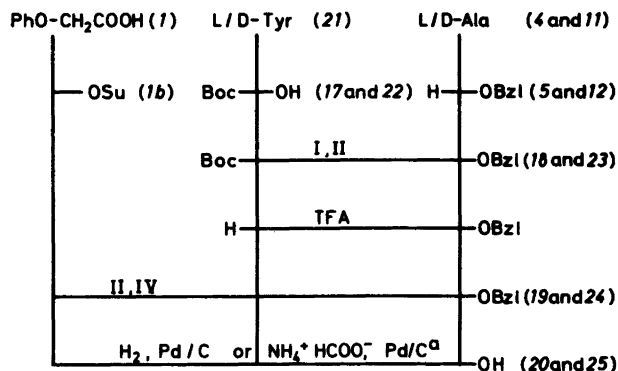 PhO-CH₂COOH (1) L/D-Tyr (21) L/D-Ala (4 and 11)
OSu (1b) Boc OH (17 and 22) H OBzl (5 and 12)
Boc I, II OBzl (18 and 23)
H TFA OBzl
II, IV OBzl (19 and 24)
H₂, Pd/C or NH₄⁺ HCOO⁻, Pd/Cᵃ OH (20 and 25)